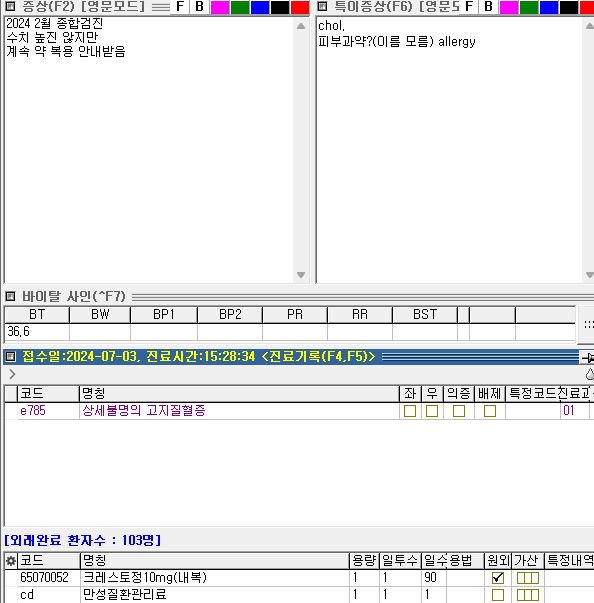 증상(F2) [영문모드] F B
특이증상(F6) [영문모드 F B
2024 2월 종합검진
수치 높진 않지만
계속 약 복용 안내받음
chol,
피부과약?(이름 모름) allergy
바이탈 사인(^F7)
BT BW BP1 BP2 PR RR BST
36.6
접수일:2024-07-03, 진료시간:15:28:34 <진료기록(F4,F5)>
코드 명칭 좌 우 의증 배제 특정코드 진료과
e785 상세불명의 고지질혈증 01
[외래완료 환자수 : 103명]
코드 명칭 용량 일투수 일수 용법 원외 가산 특정내역
65070052 크레스토정10mg(내복) 1 1 90
cd 만성질환관리료 1 1 1